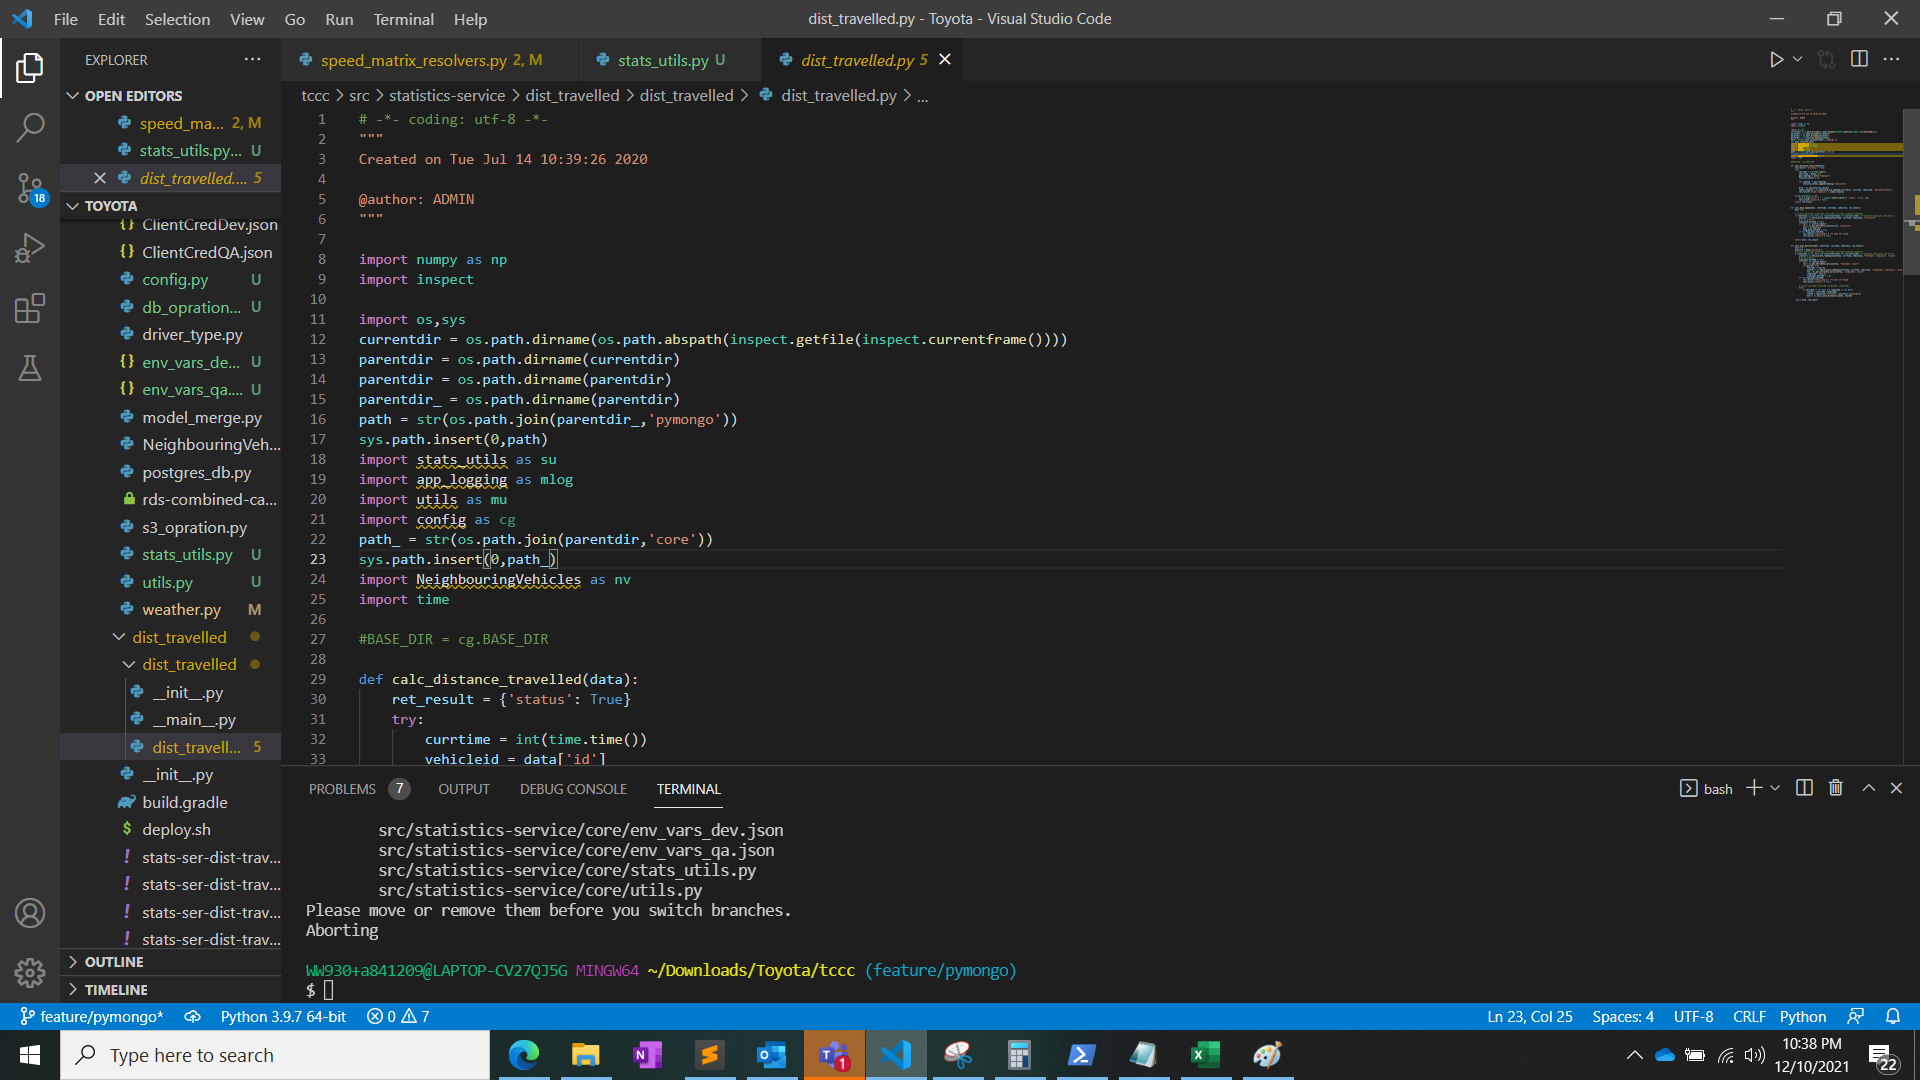 File Edit Selection View Go Run Terminal Help
dist_travelled.py - Toyota - Visual Studio Code
EXPLORER
OPEN EDITORS
speed_ma... 2, M
stats_utils.py... U
dist_travelled.... 5
TOYOTA
ClientCredDev.json
ClientCredQA.json
config.py U
db_opration... U
driver_type.py
env_vars_de... U
env_vars_qa.... U
model_merge.py
NeighbouringVeh...
postgres_db.py
rds-combined-ca...
s3_opration.py
stats_utils.py U
utils.py U
weather.py M
dist_travelled
dist_travelled
__init__.py
__main__.py
dist_travell... 5
__init__.py
build.gradle
deploy.sh
stats-ser-dist-trav...
stats-ser-dist-trav...
stats-ser-dist-trav...
stats-ser-dist-trav...
OUTLINE
TIMELINE
speed_matrix_resolvers.py 2, M
stats_utils.py U
dist_travelled.py 5
tccc > src > statistics-service > dist_travelled > dist_travelled > dist_travelled.py > ...
1 # -*- coding: utf-8 -*-
2 """
3 Created on Tue Jul 14 10:39:26 2020
4
5 @author: ADMIN
6 """
7
8 import numpy as np
9 import inspect
10
11 import os,sys
12 currentdir = os.path.dirname(os.path.abspath(inspect.getfile(inspect.currentframe())))
13 parentdir = os.path.dirname(currentdir)
14 parentdir = os.path.dirname(parentdir)
15 parentdir_ = os.path.dirname(parentdir)
16 path = str(os.path.join(parentdir_,'pymongo'))
17 sys.path.insert(0,path)
18 import stats_utils as su
19 import app_logging as mlog
20 import utils as mu
21 import config as cg
22 path_ = str(os.path.join(parentdir,'core'))
23 sys.path.insert(0,path_)
24 import NeighbouringVehicles as nv
25 import time
26
27 #BASE_DIR = cg.BASE_DIR
28
29 def calc_distance_travelled(data):
30 ret_result = {'status': True}
31 try:
32 currtime = int(time.time())
33 vehicleid = data['id']
PROBLEMS 7 OUTPUT DEBUG CONSOLE TERMINAL
bash
src/statistics-service/core/env_vars_dev.json
src/statistics-service/core/env_vars_qa.json
src/statistics-service/core/stats_utils.py
src/statistics-service/core/utils.py
Please move or remove them before you switch branches.
Aborting
WW930+a841209@LAPTOP-CV27QJ5G MINGW64 ~/Downloads/Toyota/tccc (feature/pymongo)
$
18
feature/pymongo* Python 3.9.7 64-bit 0 7
Ln 23, Col 25 Spaces: 4 UTF-8 CRLF Python
Type here to search
1
10:38 PM
12/10/2021
22